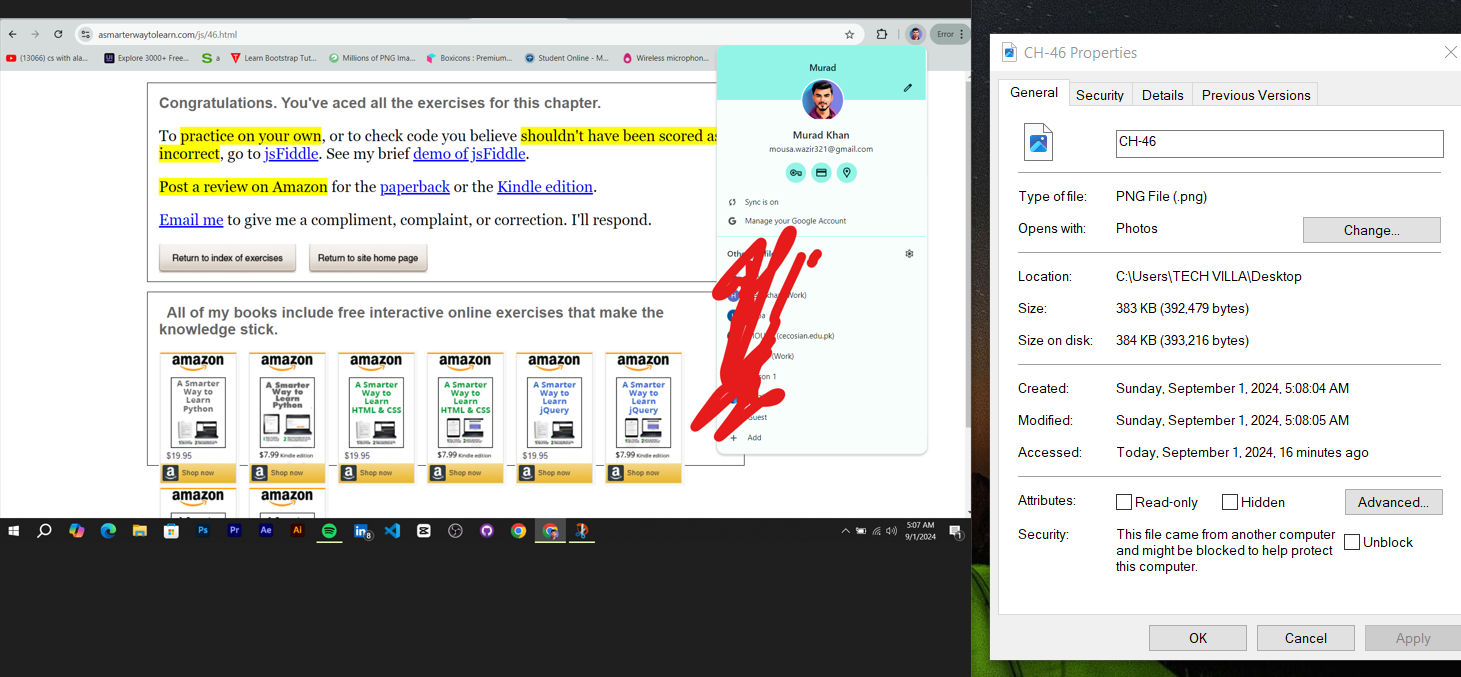 asmarterwaytolearn.com/js/46.html
Error
(13066) cs with ala...
Explore 3000+ Free...
a
Learn Bootstrap Tut...
Millions of PNG Ima...
Boxicons : Premium...
Student Online - M...
Wireless microphon...
Congratulations. You've aced all the exercises for this chapter.
To practice on your own, or to check code you believe shouldn't have been scored as
incorrect, go to jsFiddle. See my brief demo of jsFiddle.
Post a review on Amazon for the paperback or the Kindle edition.
Email me to give me a compliment, complaint, or correction. I'll respond.
Return to index of exercises
Return to site home page
All of my books include free interactive online exercises that make the
knowledge stick.
amazon
A Smarter
Way to
Learn
Python
$19.95
Shop now
amazon
A Smarter
Way to
Learn
Python
$7.99 Kindle edition
Shop now
amazon
A Smarter
Way to
Learn
HTML & CSS
$19.95
Shop now
amazon
A Smarter
Way to
Learn
HTML & CSS
$7.99 Kindle edition
Shop now
amazon
A Smarter
Way to
Learn
jQuery
$19.95
Shop now
amazon
A Smarter
Way to
Learn
jQuery
$7.99 Kindle edition
Shop now
amazon
amazon
Murad
Murad Khan
mousa.wazir321@gmail.com
Sync is on
Manage your Google Account
H
(Work)
(cecosian.edu.pk)
(Work)
1
Guest
Add
Ps
Pr
Ae
Ai
in
8
5:07 AM
9/1/2024
1
CH-46 Properties
General
Security
Details
Previous Versions
CH-46
Type of file:
PNG File (.png)
Opens with:
Photos
Change...
Location:
C:\Users\TECH VILLA\Desktop
Size:
383 KB (392,479 bytes)
Size on disk:
384 KB (393,216 bytes)
Created:
Sunday, September 1, 2024, 5:08:04 AM
Modified:
Sunday, September 1, 2024, 5:08:05 AM
Accessed:
Today, September 1, 2024, 16 minutes ago
Attributes:
Read-only
Hidden
Advanced...
Security:
This file came from another computer
and might be blocked to help protect
this computer.
Unblock
OK
Cancel
Apply